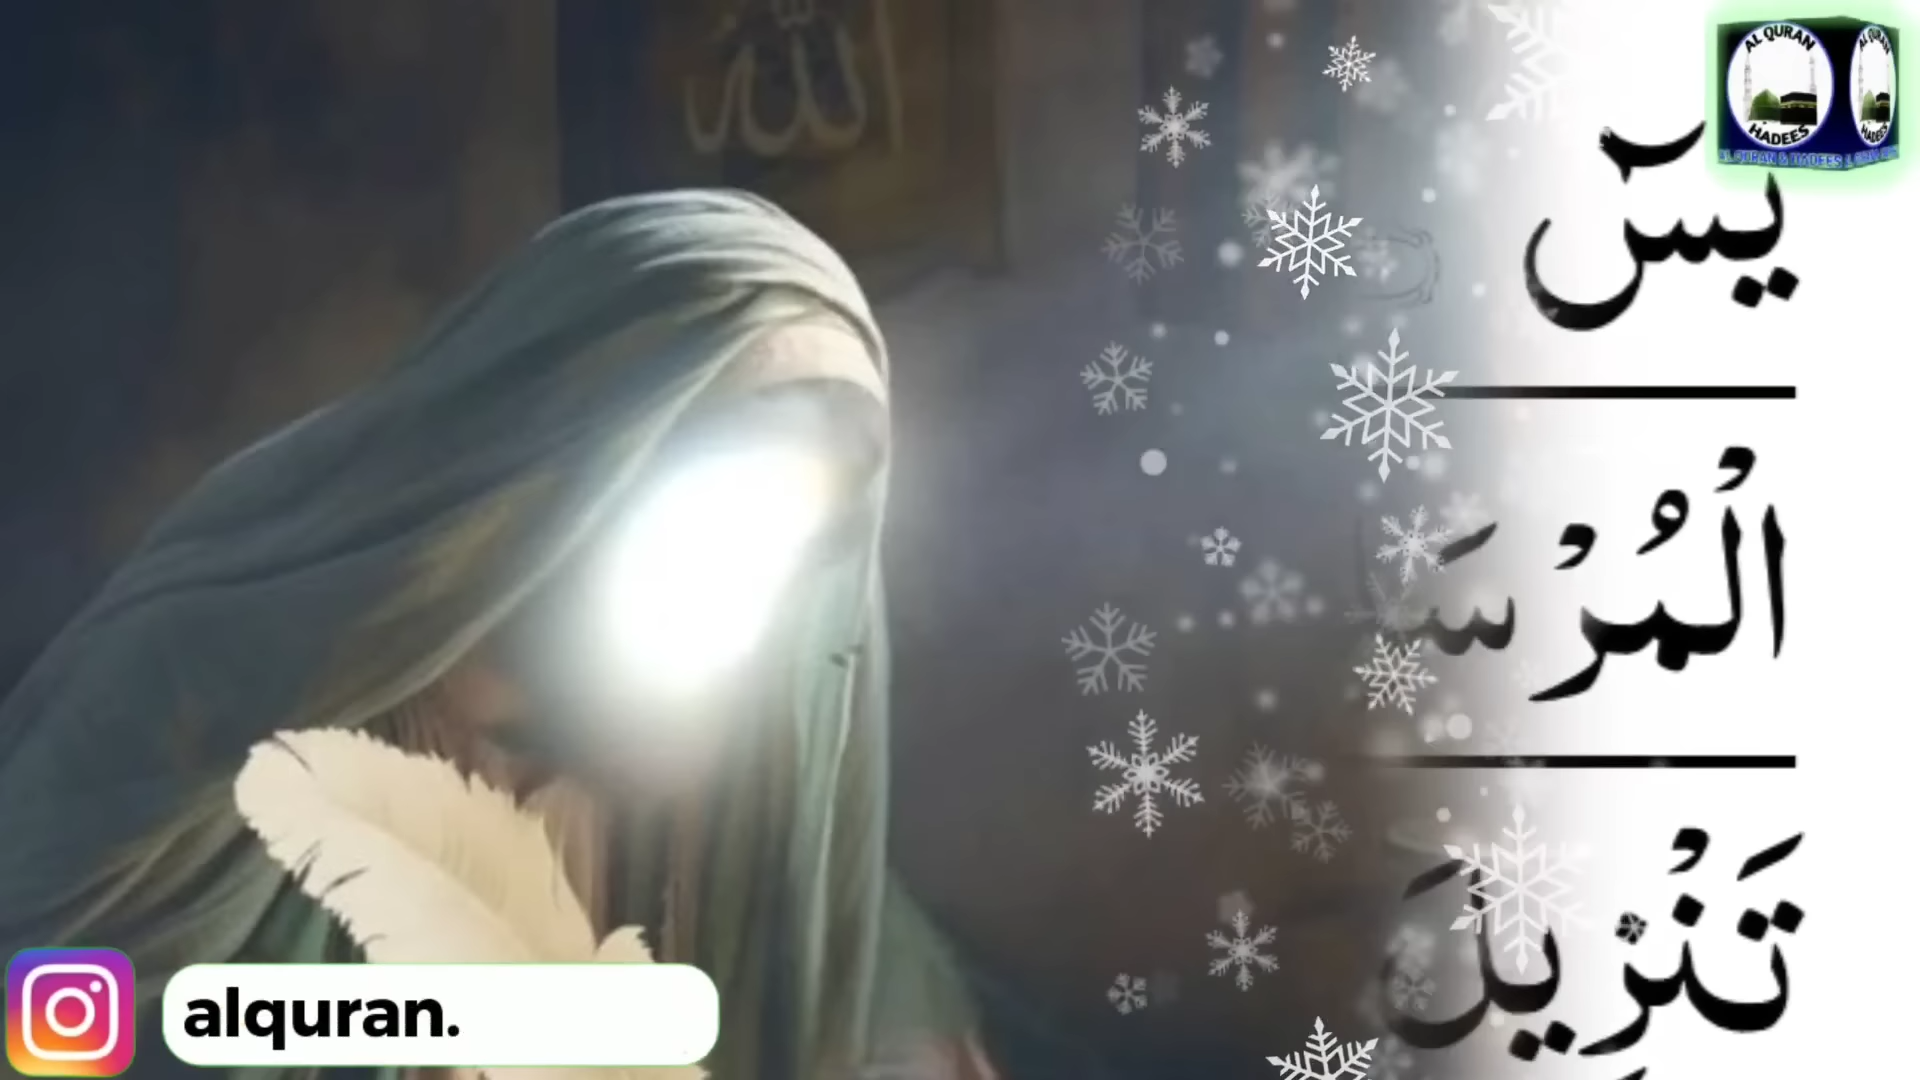 الله
AL QURAN
HADEES
يسٓ
الْمُرْسَ
تَنْزِيلَ
alquran.